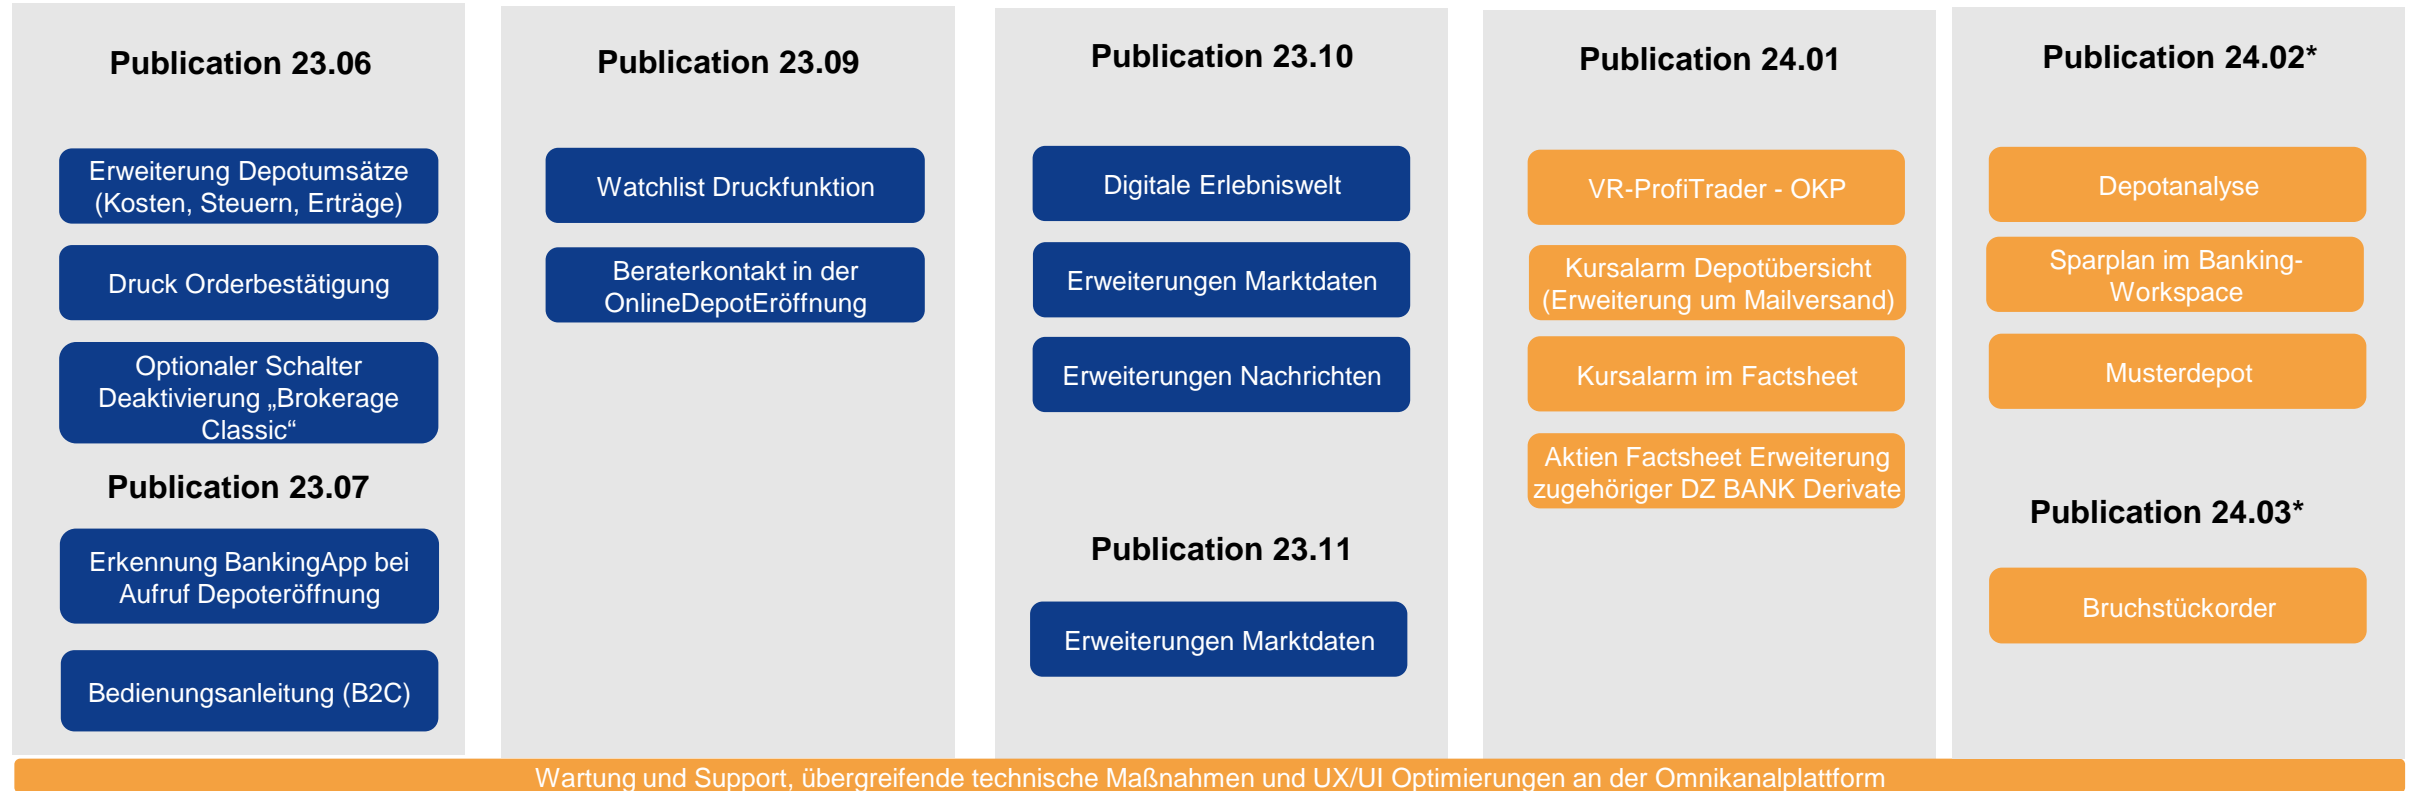 Publication 23.06
Erweiterung Depotumsätze
(Kosten, Steuern, Erträge)
Druck Orderbestätigung
Optionaler Schalter
Deaktivierung „Brokerage
Classic“
Publication 23.07
Erkennung BankingApp bei
Aufruf Depoteröffnung
Bedienungsanleitung (B2C)
Publication 23.09
Watchlist Druckfunktion
Beraterkontakt in der
OnlineDepotEröffnung
Publication 23.10
Digitale Erlebniswelt
Erweiterungen Marktdaten
Erweiterungen Nachrichten
Publication 23.11
Erweiterungen Marktdaten
Publication 24.01
VR-ProfiTrader - OKP
Kursalarm Depotübersicht
(Erweiterung um Mailversand)
Kursalarm im Factsheet
Aktien Factsheet Erweiterung
zugehöriger DZ BANK Derivate
Publication 24.02*
Depotanalyse
Sparplan im Banking-
Workspace
Musterdepot
Publication 24.03*
Bruchstückorder
Wartung und Support, übergreifende technische Maßnahmen und UX/UI Optimierungen an der Omnikanalplattform